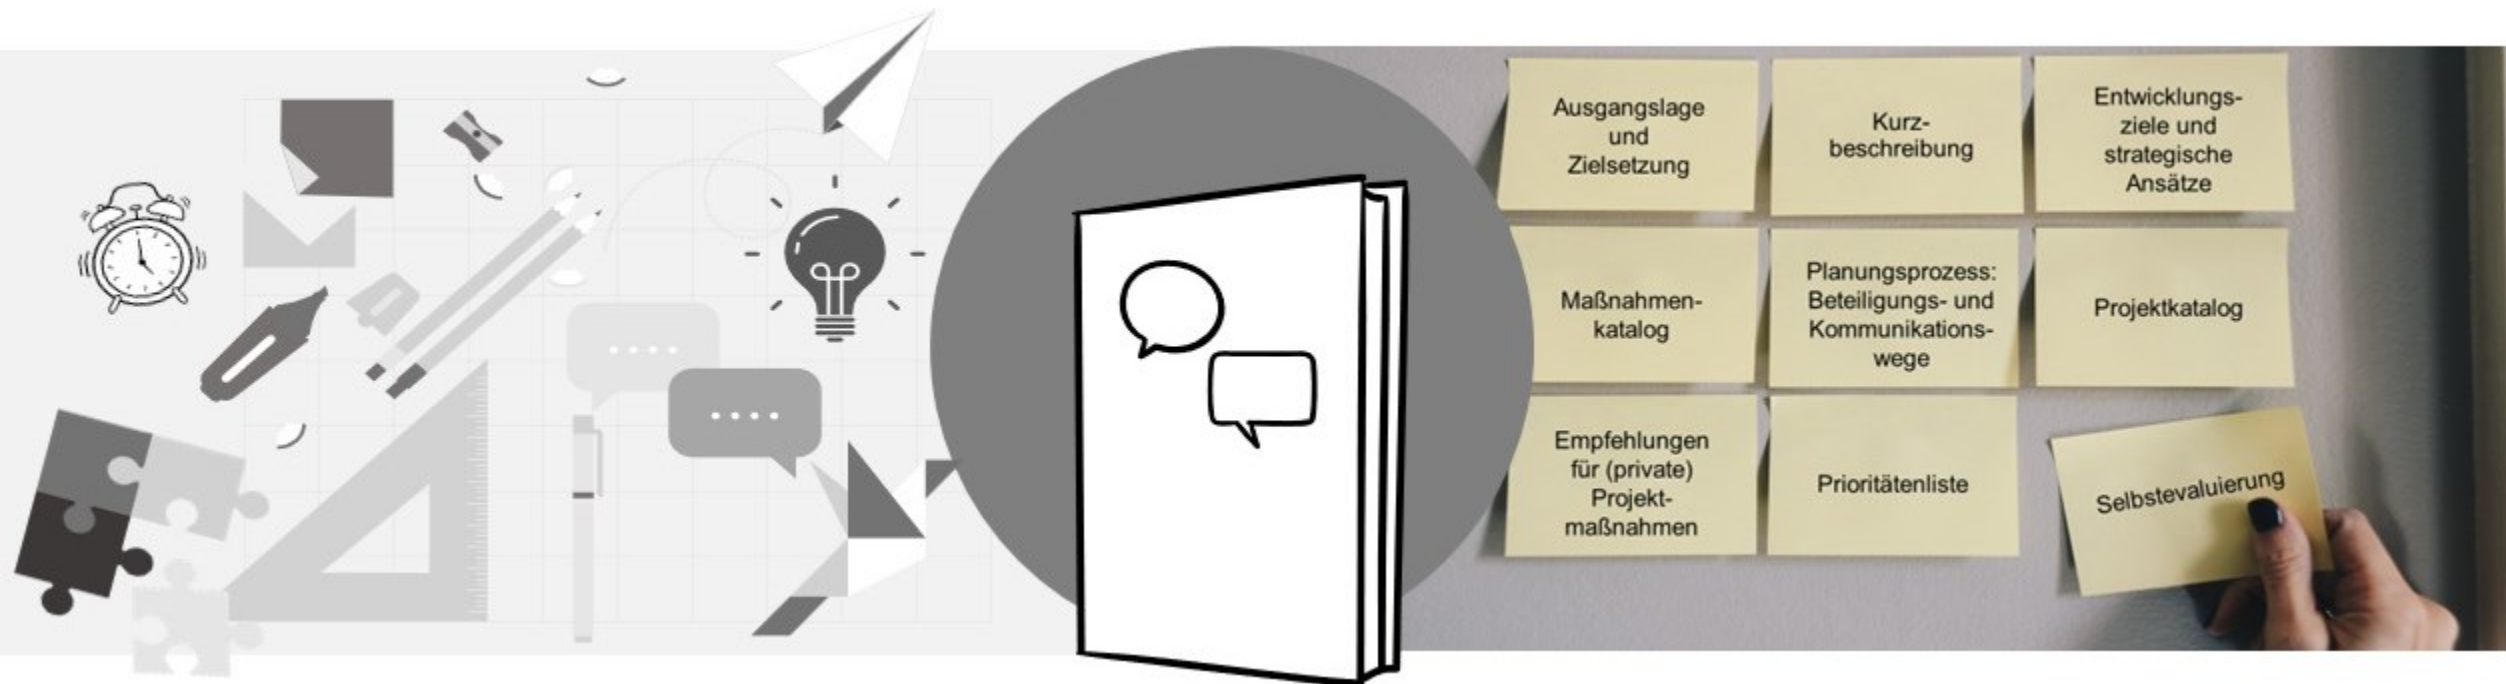 Ausgangslage
und
Zielsetzung
Kurz-
beschreibung
Entwicklungs-
ziele und
strategische
Ansätze
Maßnahmen-
katalog
Planungsprozess:
Beteiligungs- und
Kommunikations-
wege
Projektkatalog
Empfehlungen
für (private)
Projekt-
maßnahmen
Prioritätenliste
Selbstevaluierung